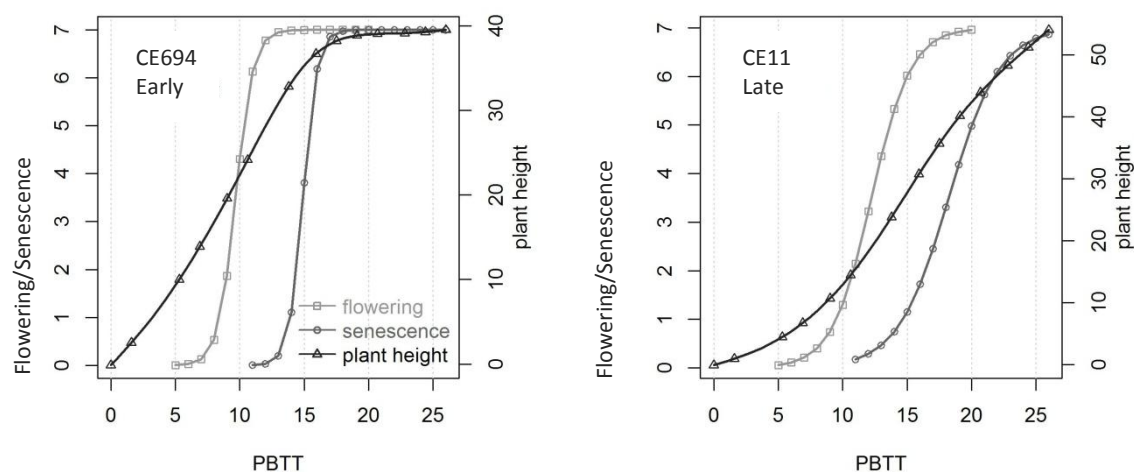 CE694
Early
Flowering/Senescence
7
6
5
4
3
2
1
0
40
30
20
10
0
plant height
flowering
senescence
plant height
0 5 10 15 20 25
PBTT
CE11
Late
Flowering/Senescence
7
6
5
4
3
2
1
0
50
40
30
20
10
0
plant height
0 5 10 15 20 25
PBTT